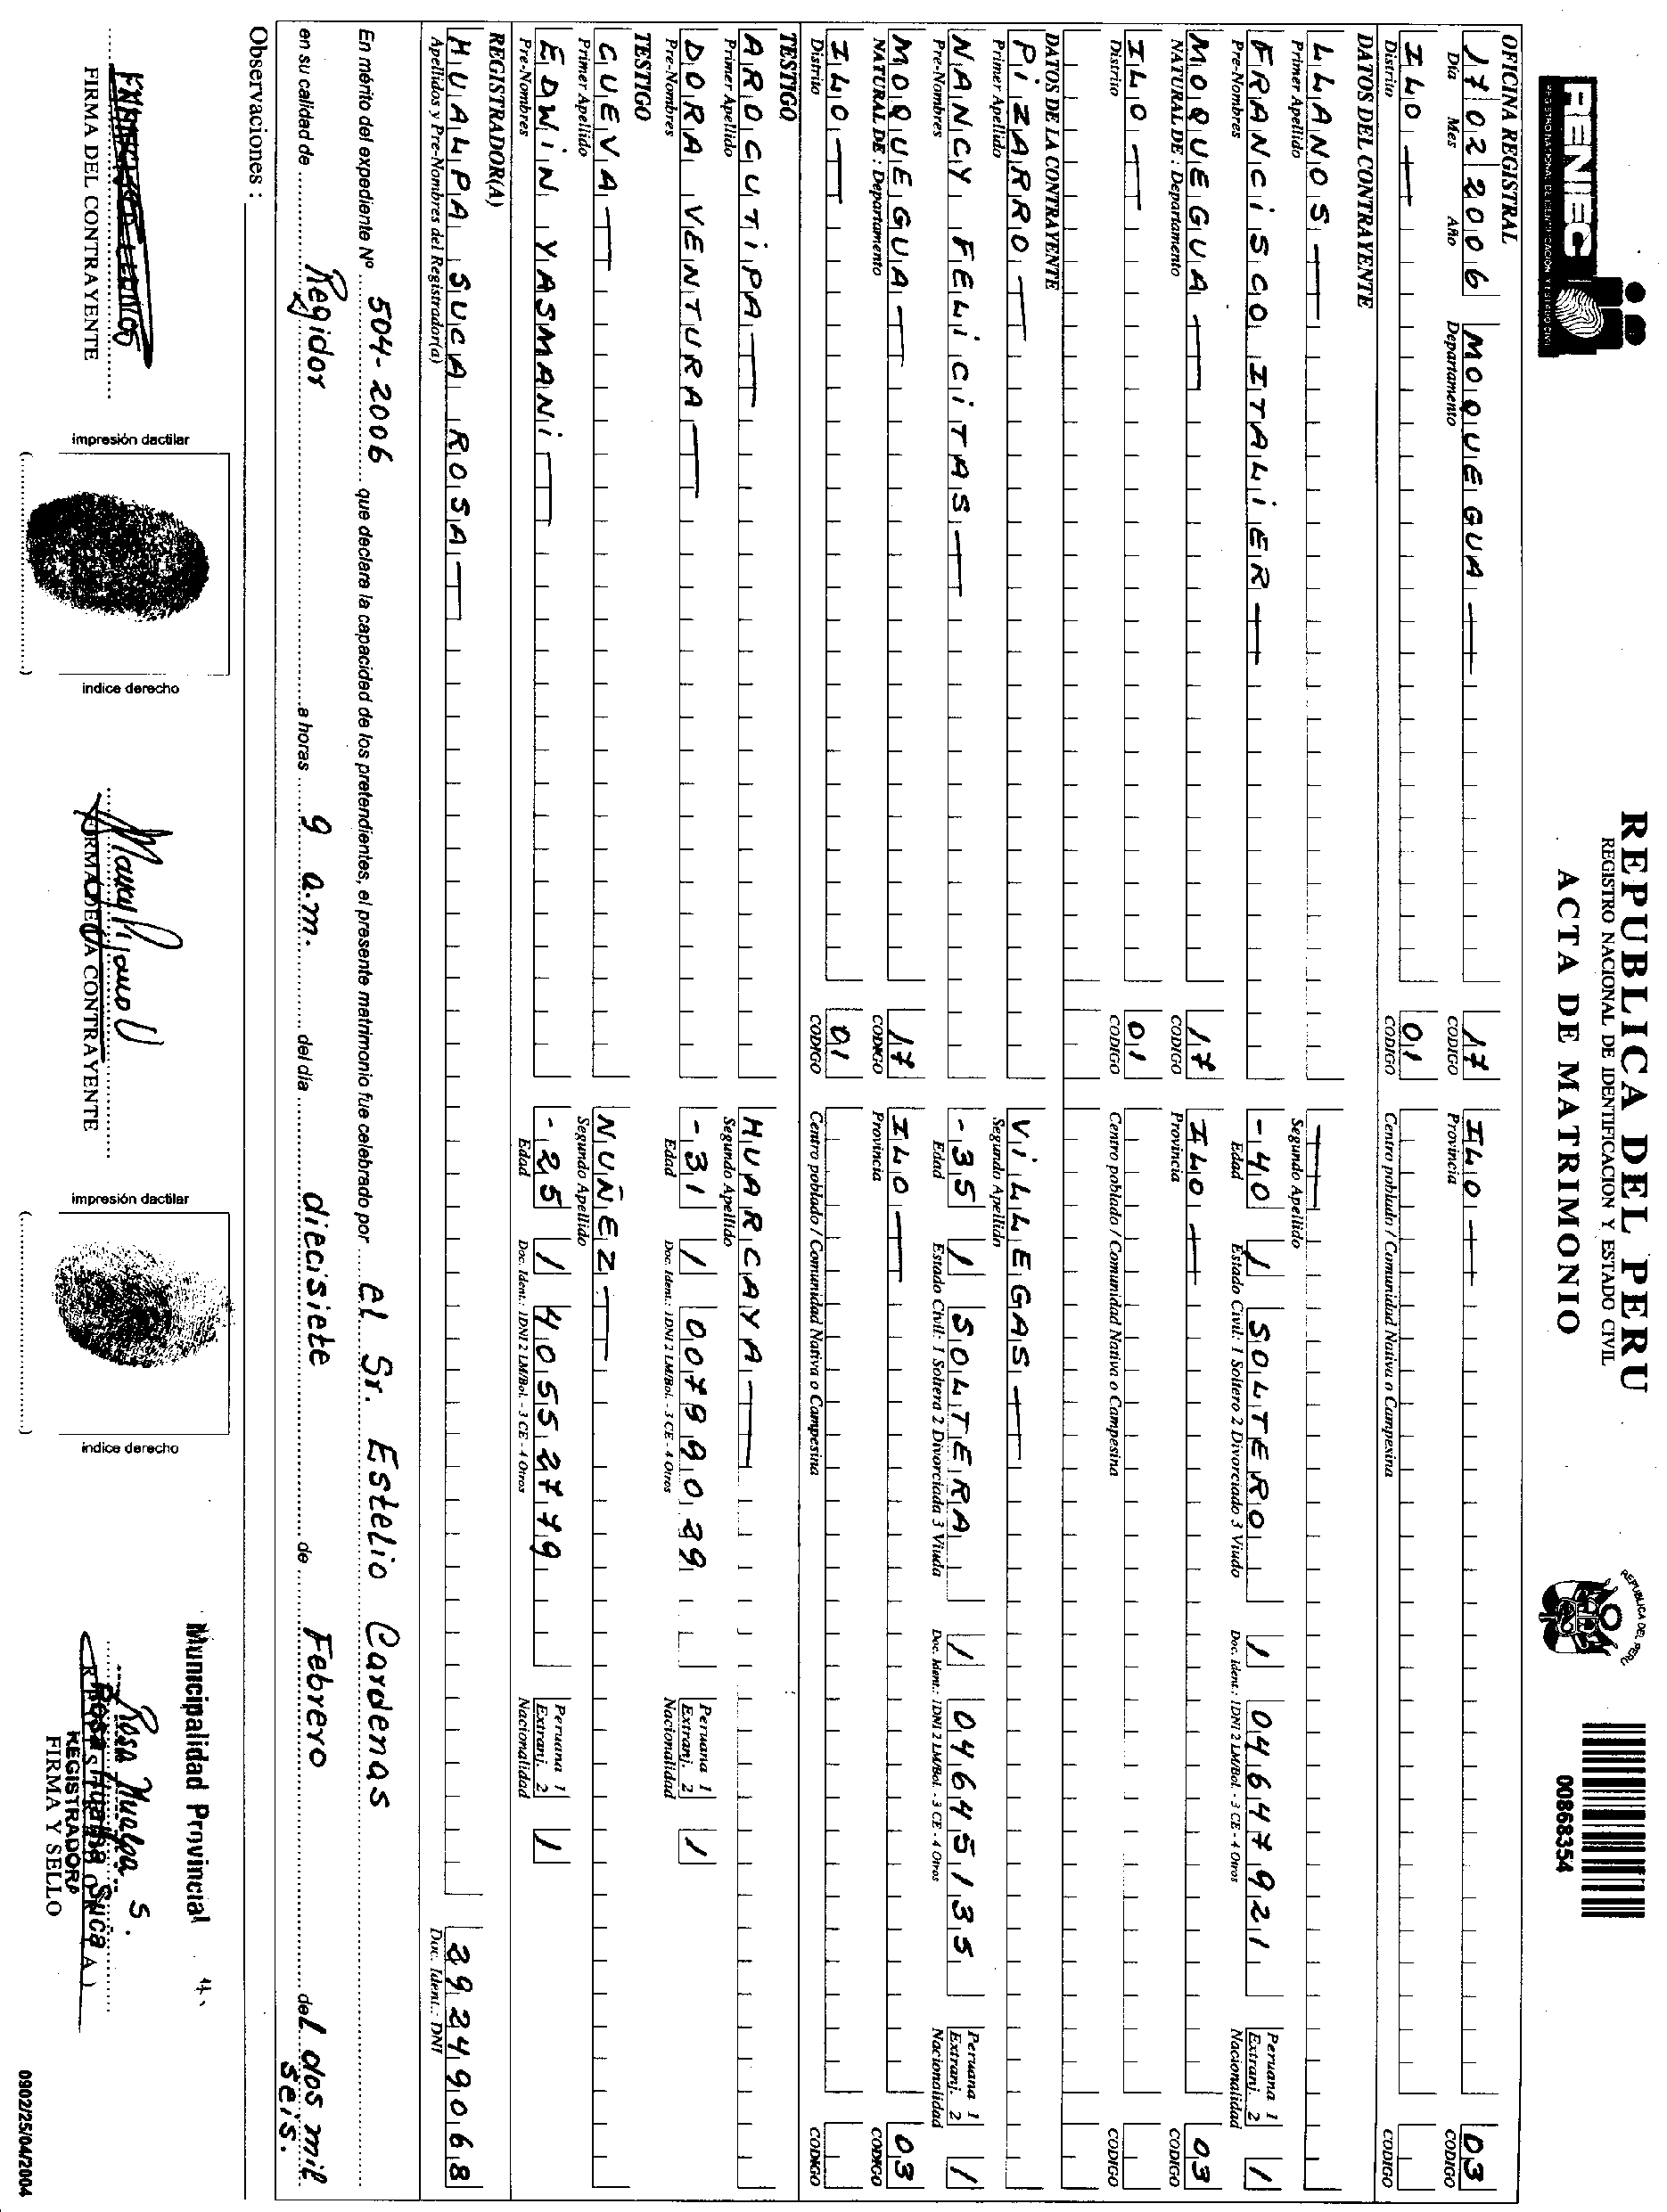 RENIEC
REGISTRO NACIONAL DE IDENTIFICACIÓN Y ESTADO CIVIL
REPUBLICA DEL PERU
REGISTRO NACIONAL DE IDENTIFICACION Y ESTADO CIVIL
ACTA DE MATRIMONIO
REPUBLICA DEL PERU
00868354
OFICINA REGISTRAL
17 02 2006 MOQUEGUA 17 ILO 03
Día Mes Año Departamento CODIGO Provincia CODIGO
ILO 01
Distrito CODIGO Centro poblado / Comunidad Nativa o Campesina CODIGO
DATOS DEL CONTRAYENTE
LLANOS
Primer Apellido Segundo Apellido
FRANCISCO ITALIER -40 1 SOLTERO 1 04647921 Peruana 1 Extranj. 2 1
Pre-Nombres Edad Estado Civil: 1 Soltero 2 Divorciado 3 Viudo Doc. Ident.: 1DNI 2 LM/Bol. - 3 CE - 4 Otros Nacionalidad
MOQUEGUA 17 ILO 03
NATURAL DE : Departamento CODIGO Provincia CODIGO
ILO 01
Distrito CODIGO Centro poblado / Comunidad Nativa o Campesina CODIGO
DATOS DE LA CONTRAYENTE
PIZARRO VILLEGAS
Primer Apellido Segundo Apellido
NANCY FELICITAS -35 1 SOLTERA 1 04645135 Peruana 1 Extranj. 2 1
Pre-Nombres Edad Estado Civil: 1 Soltera 2 Divorciada 3 Viuda Doc. Ident.: 1DNI 2 LM/Bol. - 3 CE - 4 Otros Nacionalidad
MOQUEGUA 17 ILO 03
NATURAL DE : Departamento CODIGO Provincia CODIGO
ILO 01
Distrito CODIGO Centro poblado / Comunidad Nativa o Campesina CODIGO
TESTIGO
AROCUTIPA HUARCAYA
Primer Apellido Segundo Apellido
DORA VENTURA -31 1 00799029 Peruana 1 Extranj. 2 1
Pre-Nombres Edad Doc. Ident.: 1DNI 2 LM/Bol. - 3 CE - 4 Otros Nacionalidad
TESTIGO
CUEVA NUÑEZ
Primer Apellido Segundo Apellido
EDWIN YASMANI -25 1 40552779 Peruana 1 Extranj. 2 1
Pre-Nombres Edad Doc. Ident.: 1DNI 2 LM/Bol. - 3 CE - 4 Otros Nacionalidad
REGISTRADOR(A)
HUALPA SUCA ROSA 29249068
Apellidos y Pre-Nombres del Registrador(a) Doc. Ident.: DNI
En mérito del expediente Nº 504-2006 que declara la capacidad de los pretendientes, el presente matrimonio fue celebrado por el Sr. Estelio Cardenas
en su calidad de Regidor a horas 9 a.m. del día diecisiete de Febrero del dos mil seis.
Observaciones :
FIRMA DEL CONTRAYENTE
impresión dactilar
indice derecho
FIRMA DE LA CONTRAYENTE
impresión dactilar
indice derecho
Municipalidad Provincial
Rosa Hualpa S.
Rosa Hualpa Suca
REGISTRADORA
FIRMA Y SELLO
0902/25/04/2004